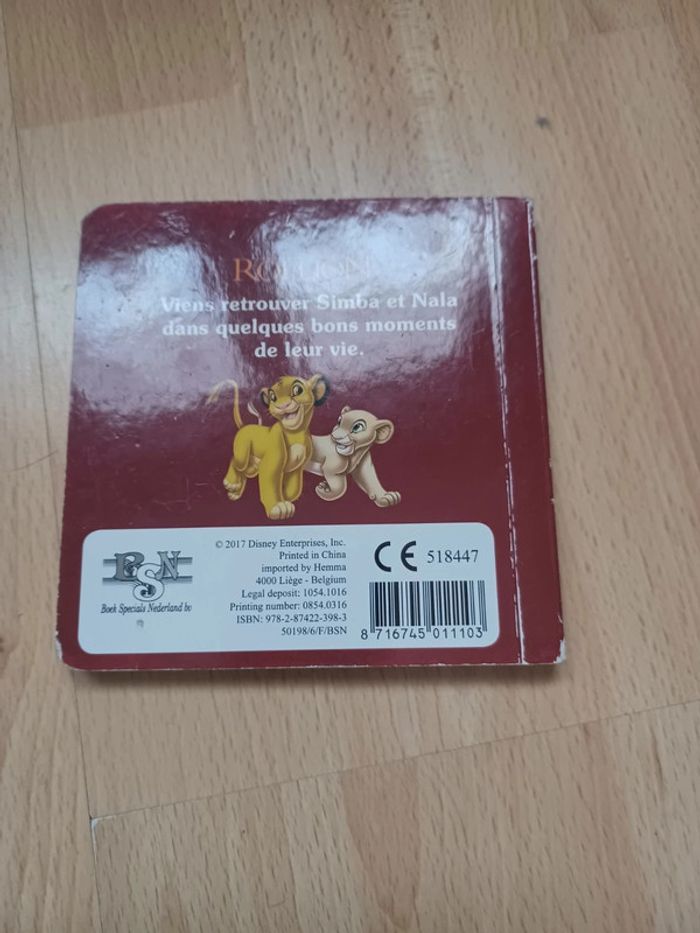 ROI LION
Viens retrouver Simba et Nala
dans quelques bons moments
de leur vie.
BSN
Boek Specials Nederland bv
© 2017 Disney Enterprises, Inc.
Printed in China
imported by Hemma
4000 Liège - Belgium
Legal deposit: 1054.1016
Printing number: 0854.0316
ISBN: 978-2-87422-398-3
50198/6/F/BSN
CE 518447
8 716745 011103